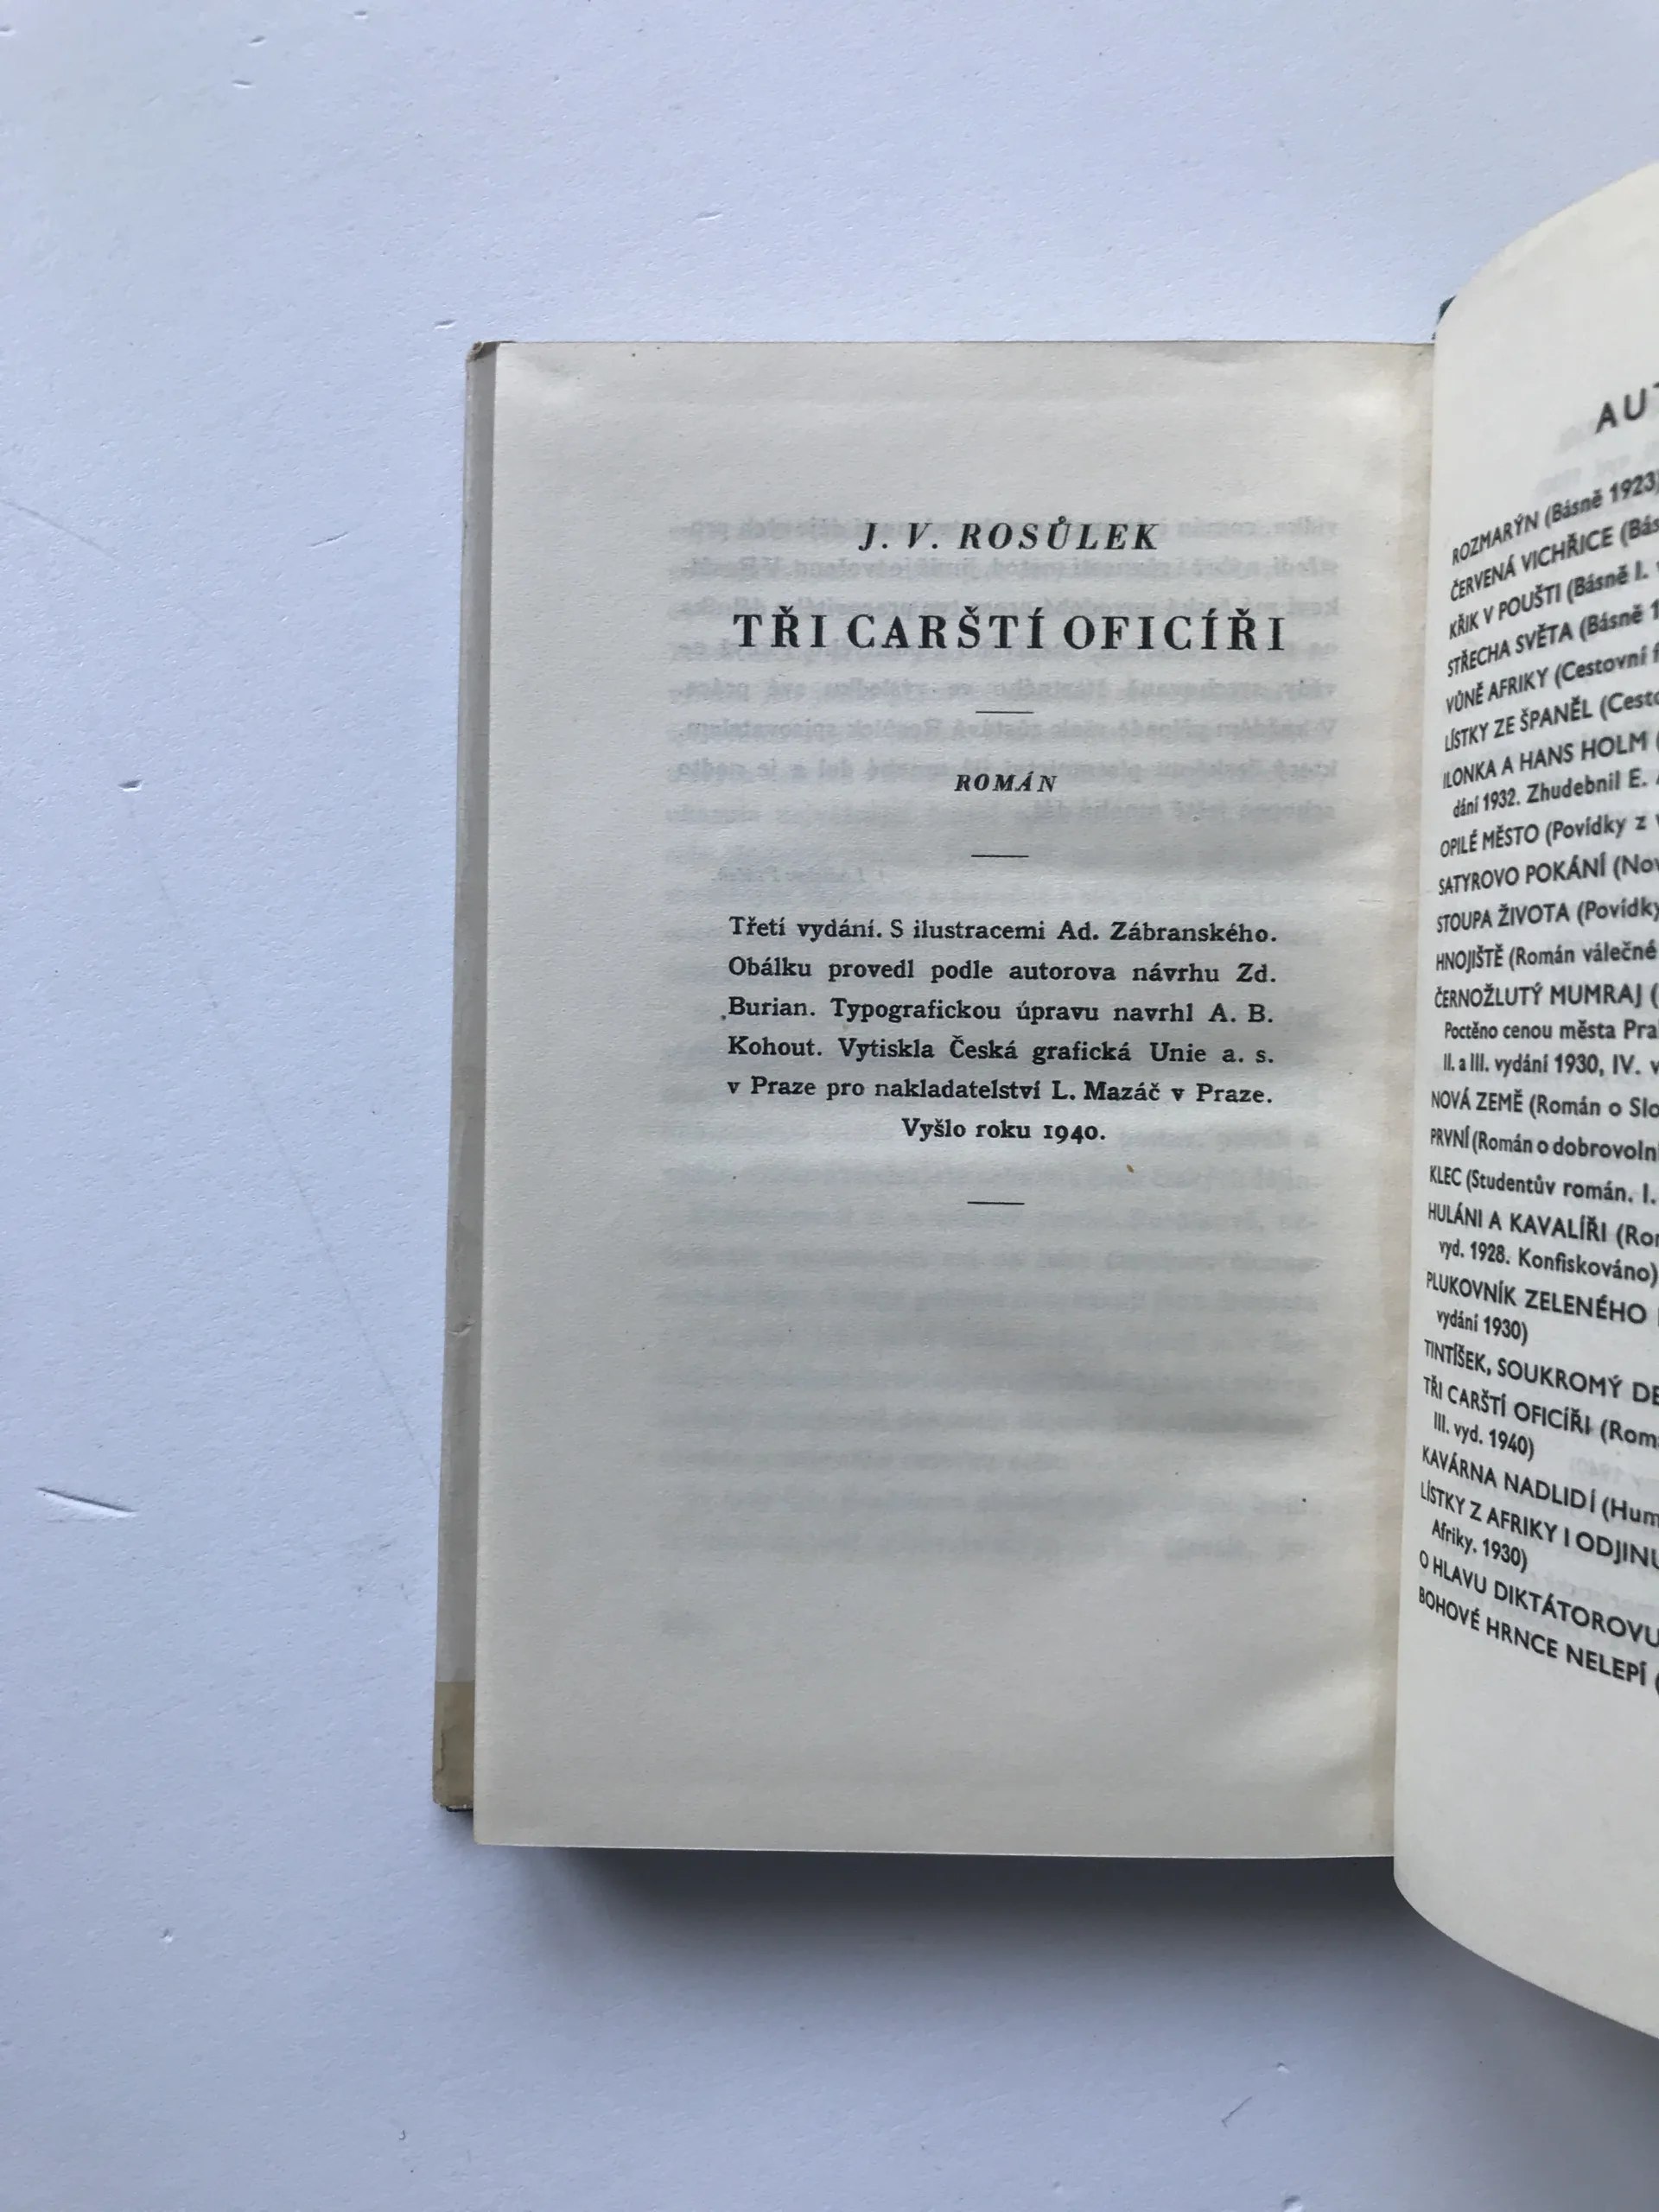 J. V. ROSŮLEK
TŘI CARŠTÍ OFICÍŘI
ROMÁN
Třetí vydání. S ilustracemi Ad. Zábranského.
Obálku provedl podle autorova návrhu Zd.
Burian. Typografickou úpravu navrhl A. B.
Kohout. Vytiskla Česká grafická Unie a. s.
v Praze pro nakladatelství L. Mazáč v Praze.
Vyšlo roku 1940.
ROZMARÝN (Básně 1923)
ČERVENÁ VICHŘICE
KŘIK V POUŠTI (Básně I.
STŘECHA SVĚTA (Básně
VŮNĚ AFRIKY (Cestovní
LÍSTKY ZE ŠPANĚL
ILONKA A HANS HOLM (
dání 1932. Zhudebnil E.
OPILÉ MĚSTO (Povídky z
SATYROVO POKÁNÍ
STOUPA ŽIVOTA (Povídky
HNOJIŠTĚ (Román válečné
ČERNOŽLUTÝ MUMRAJ (
Poctěno cenou města
II. a III. vydání 1930, IV.
NOVÁ ZEMĚ (Román o
PRVNÍ (Román o
KLEC (Studentův román. I.
HULÁNI A KAVALÍŘI
vyd. 1928. Konfiskováno)
PLUKOVNÍK ZELENÉHO
vydání 1930)
TINTÍŠEK, SOUKROMÝ
TŘI CARŠTÍ OFICÍŘI
III. vyd. 1940)
KAVÁRNA NADLIDÍ
LÍSTKY Z AFRIKY I
Afriky. 1930)
O HLAVU DIKTÁTOROVU
BOHOVÉ HRNCE NELEPÍ (